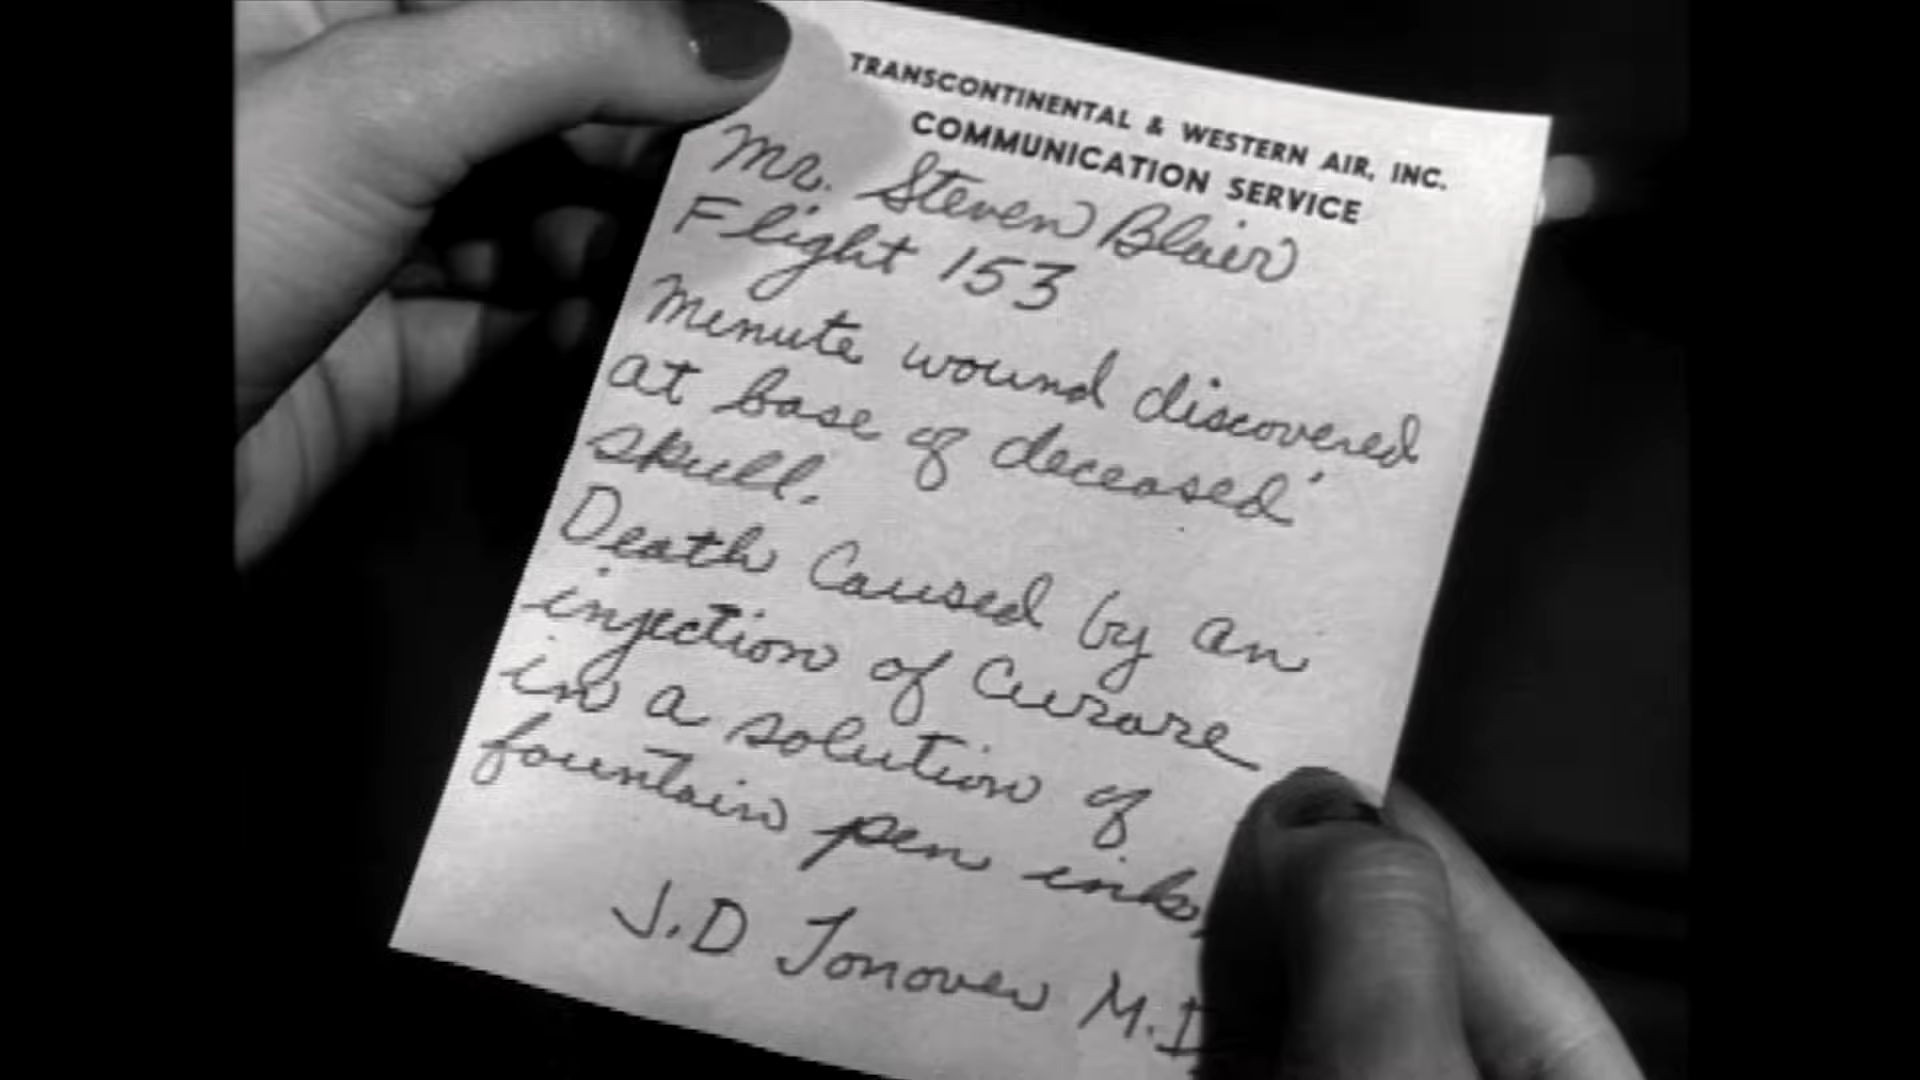 TRANSCONTINENTAL & WESTERN AIR, INC.
COMMUNICATION SERVICE
Mr. Steven Blair
Flight 153
Minute wound discovered
at base of deceased'
skull.
Death Caused by an
injection of Curare
in a solution of
fountain pen ink.
J.D Tonover M.D